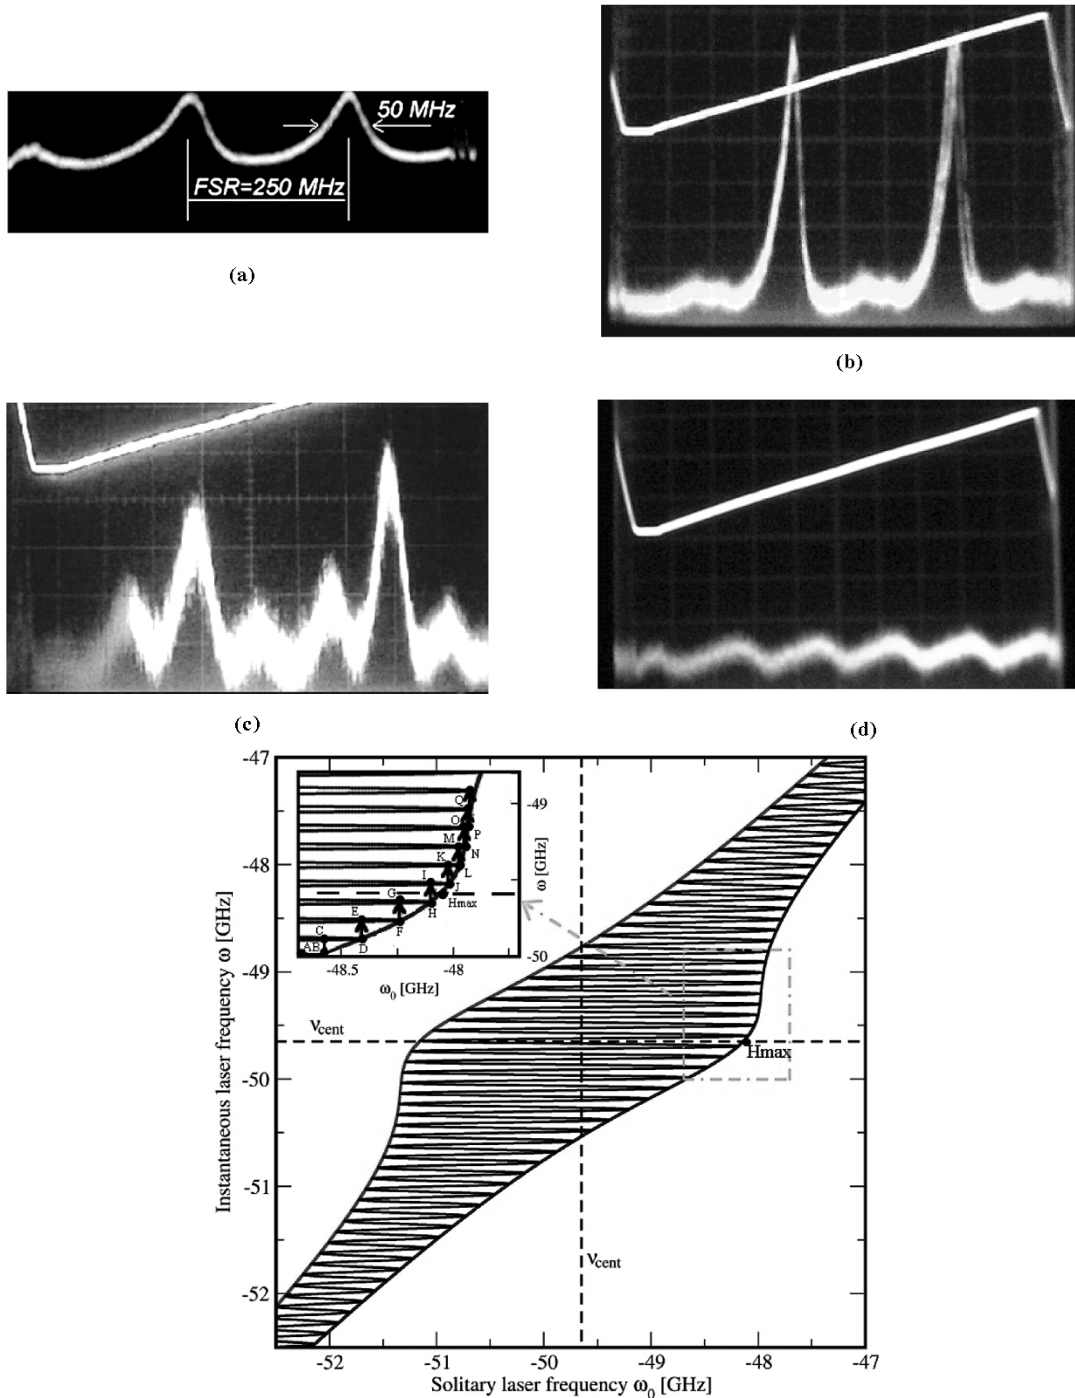 50 MHz
FSR=250 MHz
(a)
(b)
(c)
(d)
Instantaneous laser frequency ω [GHz]
-47
-48
-49
-50
-51
-52
-52
-51
-50
-49
-48
-47
Solitary laser frequency ω₀ [GHz]
νcent
νcent
Hmax
Q
O
P
M
N
K
L
I
J
G
Hmax
H
E
F
C
AB
D
-49
ω [GHz]
-50
-48.5
-48
ω₀ [GHz]